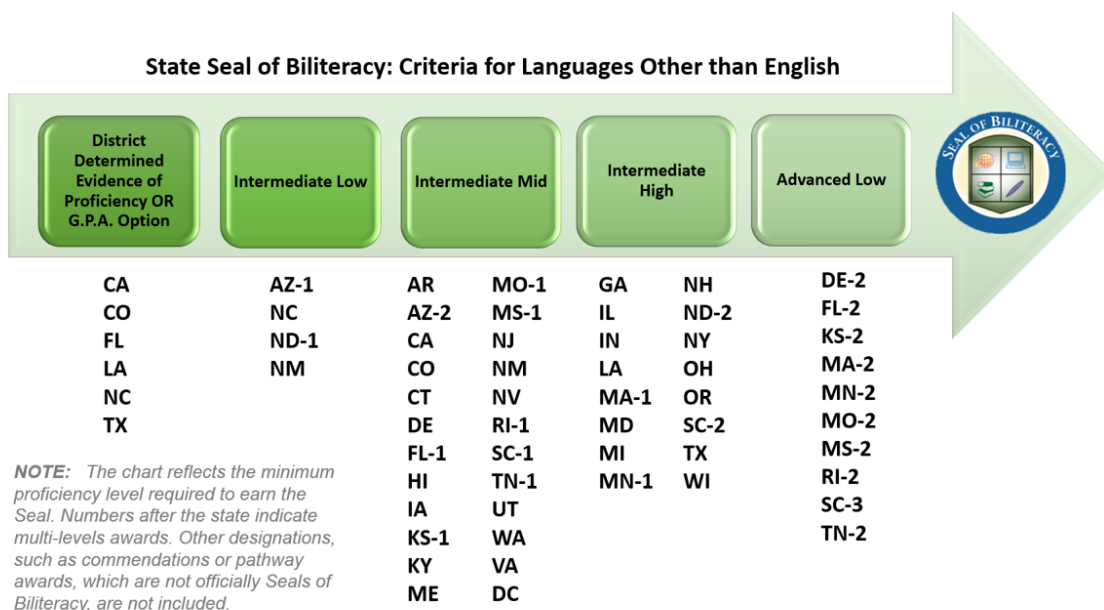 State Seal of Biliteracy: Criteria for Languages Other than English
District
Determined
Evidence of
Proficiency OR
G.P.A. Option
Intermediate Low
Intermediate Mid
Intermediate
High
Advanced Low
SEAL OF BILITERACY
CA
CO
FL
LA
NC
TX
AZ-1
NC
ND-1
NM
AR
AZ-2
CA
CO
CT
DE
FL-1
HI
IA
KS-1
KY
ME
MO-1
MS-1
NJ
NM
NV
RI-1
SC-1
TN-1
UT
WA
VA
DC
GA
IL
IN
LA
MA-1
MD
MI
MN-1
NH
ND-2
NY
OH
OR
SC-2
TX
WI
DE-2
FL-2
KS-2
MA-2
MN-2
MO-2
MS-2
RI-2
SC-3
TN-2
NOTE: The chart reflects the minimum
proficiency level required to earn the
Seal. Numbers after the state indicate
multi-levels awards. Other designations,
such as commendations or pathway
awards, which are not officially Seals of
Biliteracy, are not included.